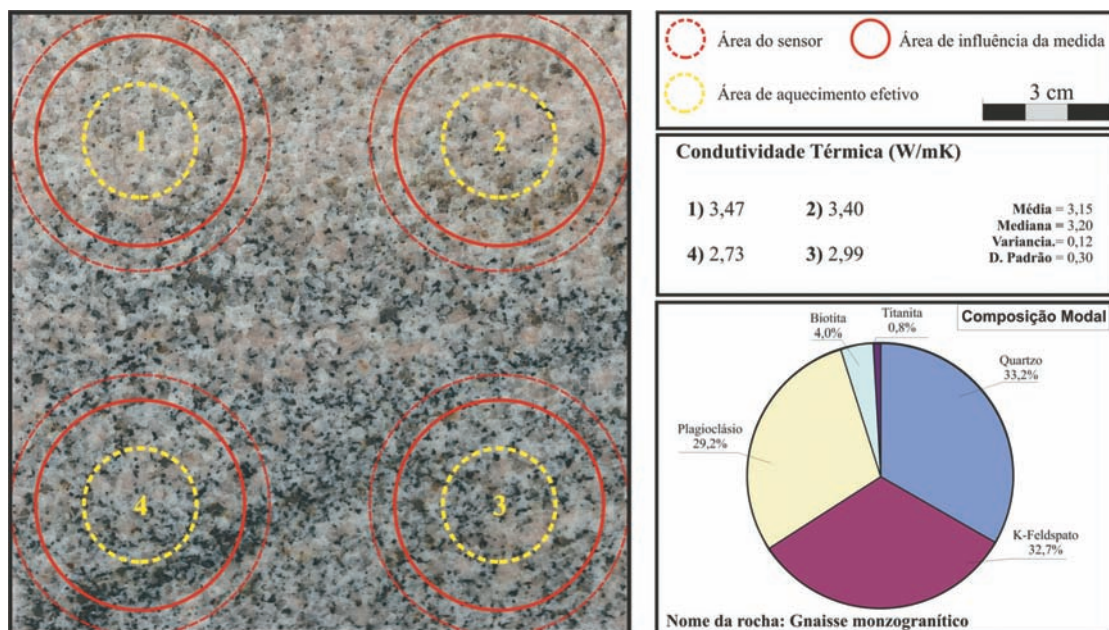 1
2
4
3
Área do sensor
Área de influência da medida
Área de aquecimento efetivo
3 cm
Condutividade Térmica (W/mK)
1) 3,47 2) 3,40
4) 2,73 3) 2,99
Média = 3,15
Mediana = 3,20
Variancia.= 0,12
D. Padrão = 0,30
Composição Modal
Biotita
4,0%
Titanita
0,8%
Quartzo
33,2%
Plagioclásio
29,2%
K-Feldspato
32,7%
Nome da rocha: Gnaisse monzogranítico